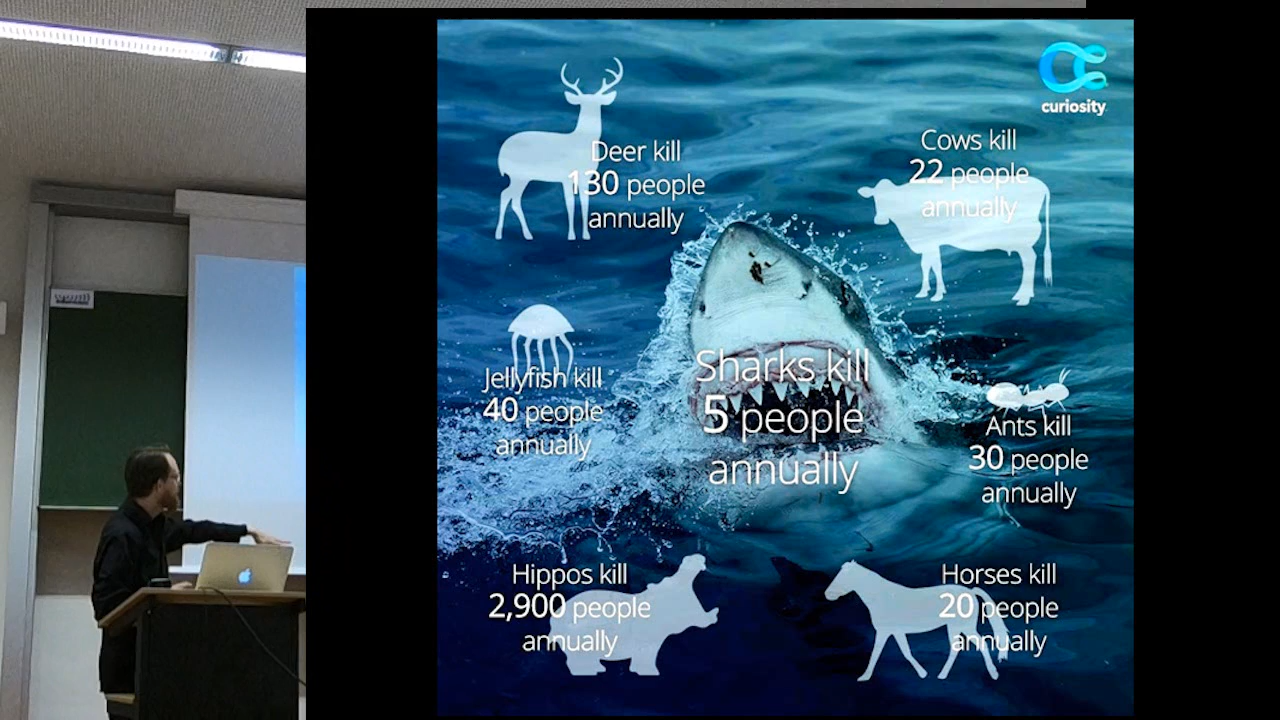 curiosity
Deer kill
130 people
annually
Cows kill
22 people
annually
Sharks kill
5 people
annually
Jellyfish kill
40 people
annually
Ants kill
30 people
annually
Hippos kill
2,900 people
annually
Horses kill
20 people
annually